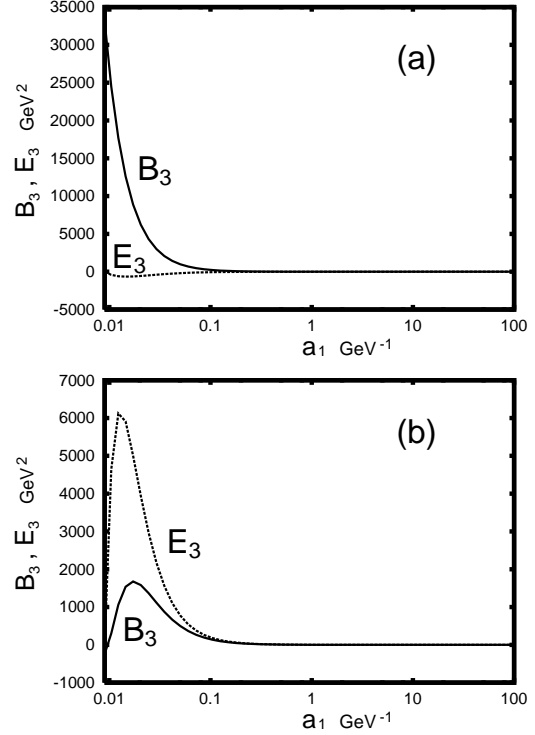 35000
30000
25000
20000
15000
10000
5000
0
-5000
B₃ , E₃ GeV²
(a)
B₃
E₃
0.01 0.1 1 10 100
a₁ GeV⁻¹
7000
6000
5000
4000
3000
2000
1000
0
-1000
B₃ , E₃ GeV²
(b)
E₃
B₃
0.01 0.1 1 10 100
a₁ GeV⁻¹